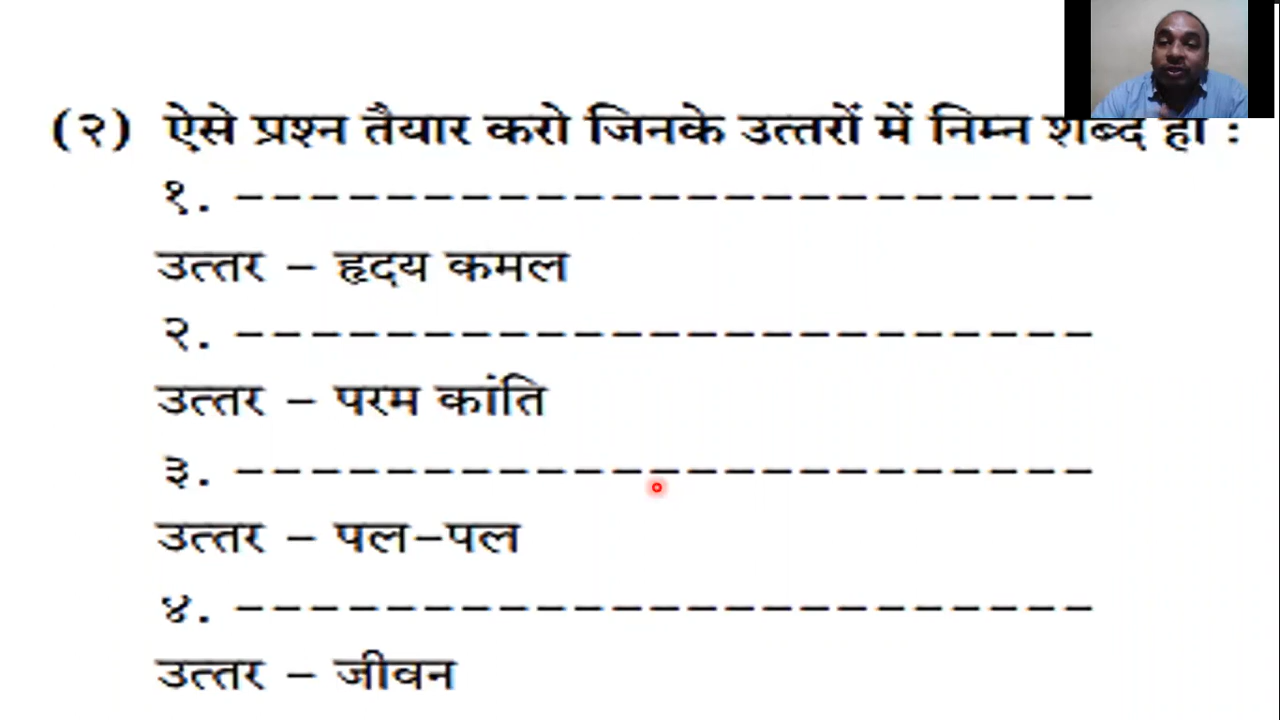 (२) ऐसे प्रश्न तैयार करो जिनके उत्तरों में निम्न शब्द हों :
१. ------------------------
उत्तर – हृदय कमल
२. ------------------------
उत्तर – परम कांति
३. ------------------------
उत्तर – पल-पल
४. ------------------------
उत्तर – जीवन